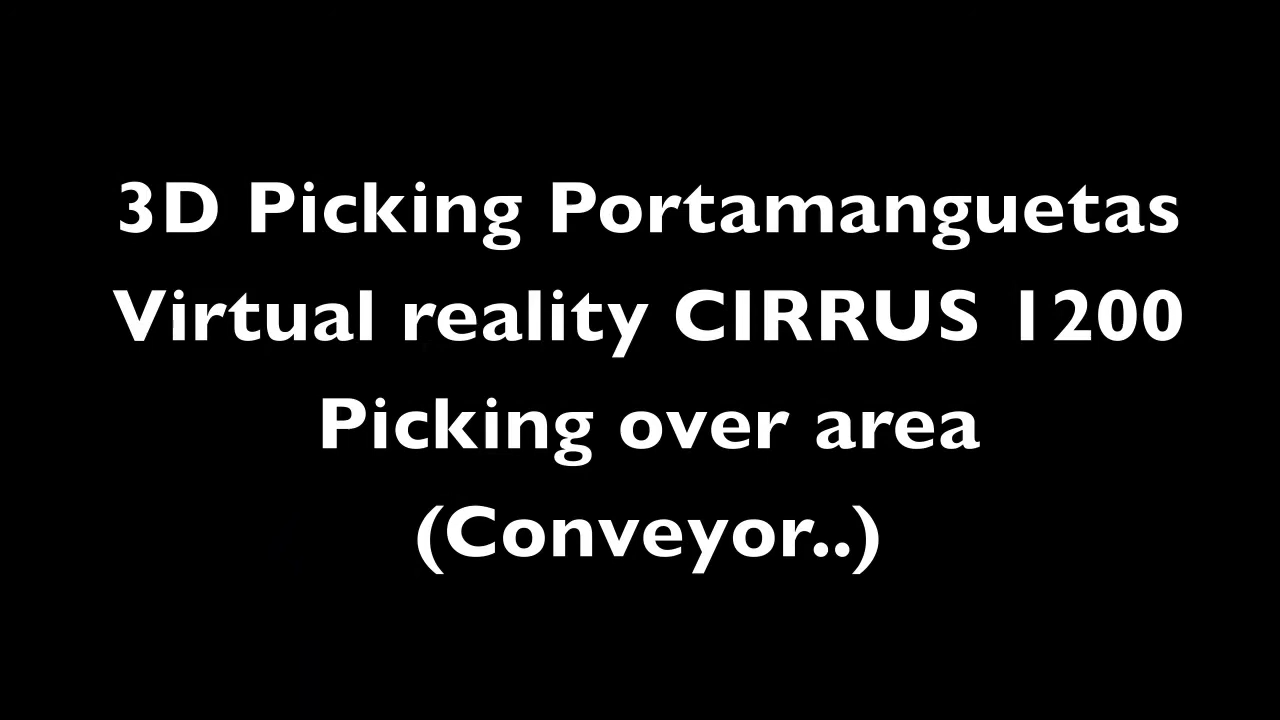 3D Picking Portamanguetas
Virtual reality CIRRUS 1200
Picking over area
(Conveyor..)